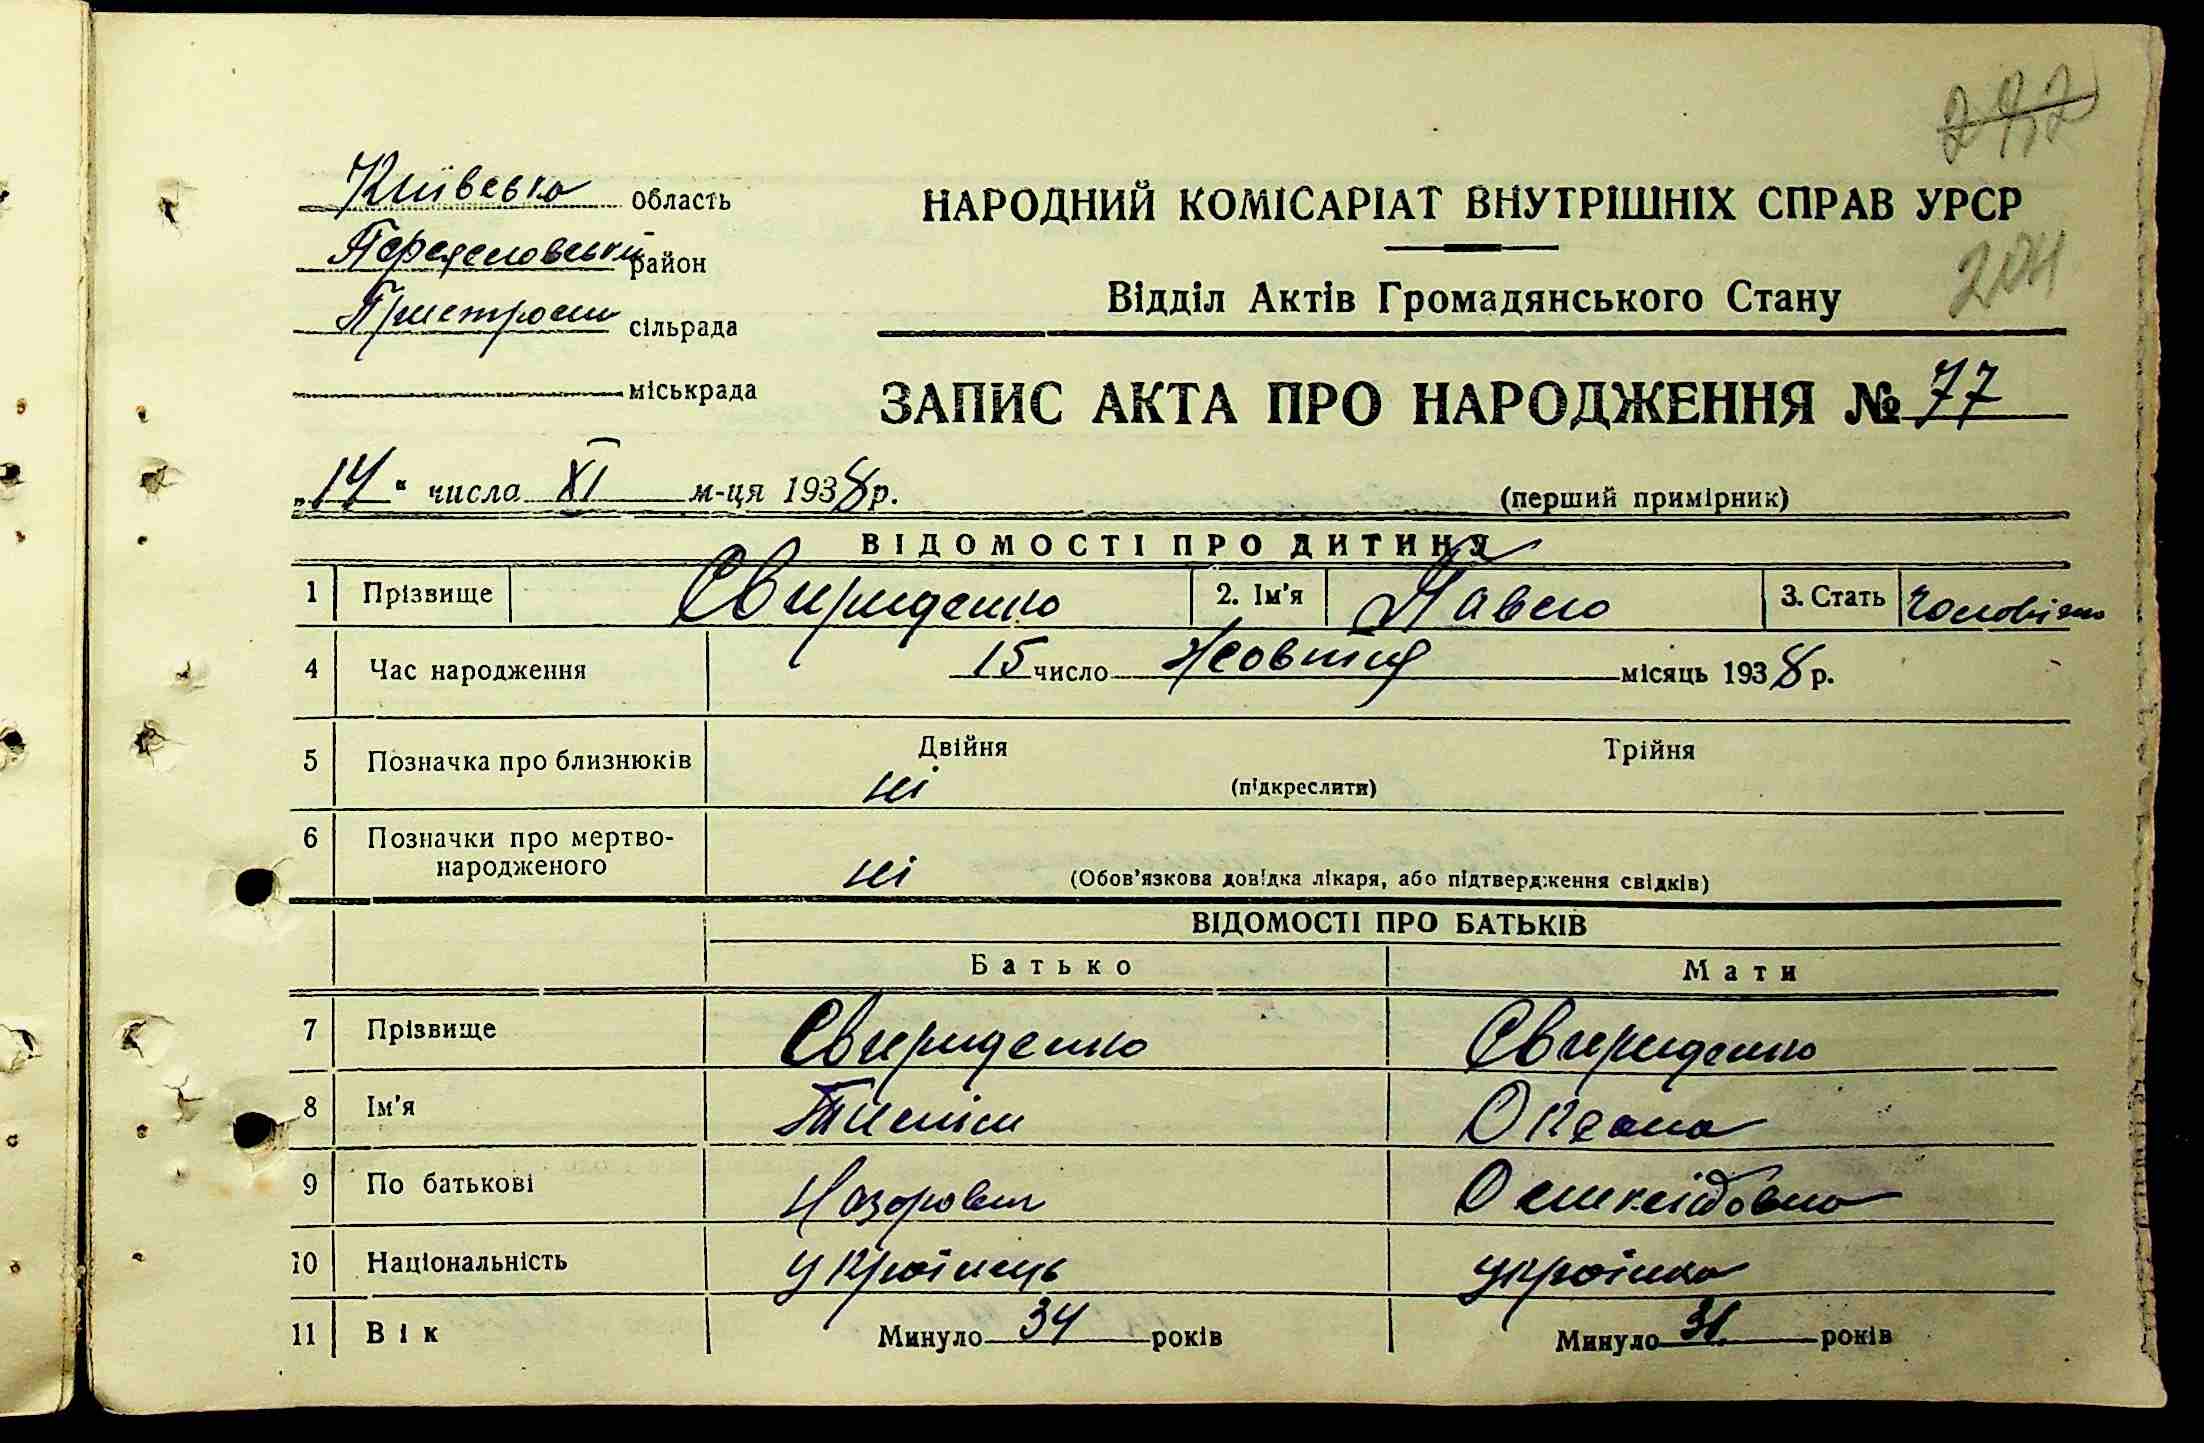 272
Київська область
НАРОДНИЙ КОМІСАРІАТ ВНУТРІШНІХ СПРАВ УРСР
Переяславський район
204
Відділ Актів Громадянського Стану
Пристроми сільрада
міськрада
ЗАПИС АКТА ПРО НАРОДЖЕННЯ № 77
„14“ числа XI м-ця 1938 р.
(перший примірник)
ВІДОМОСТІ ПРО ДИТИНУ
1 Прізвище Свириденко 2. Ім'я Павло 3. Стать
4 Час народження 15 число Жовтня місяць 1938 р.
5 Позначка про близнюків Двійня Трійня
ні (підкреслити)
6 Позначки про мертво-
народженого ні (Обов'язкова довідка лікаря, або підтвердження свідків)
ВІДОМОСТІ ПРО БАТЬКІВ
Батько Мати
7 Прізвище Свириденко Свириденко
8 Ім'я
9 По батькові
10 Національність українець українка
11 Вік Минуло 34 років Минуло 31 років